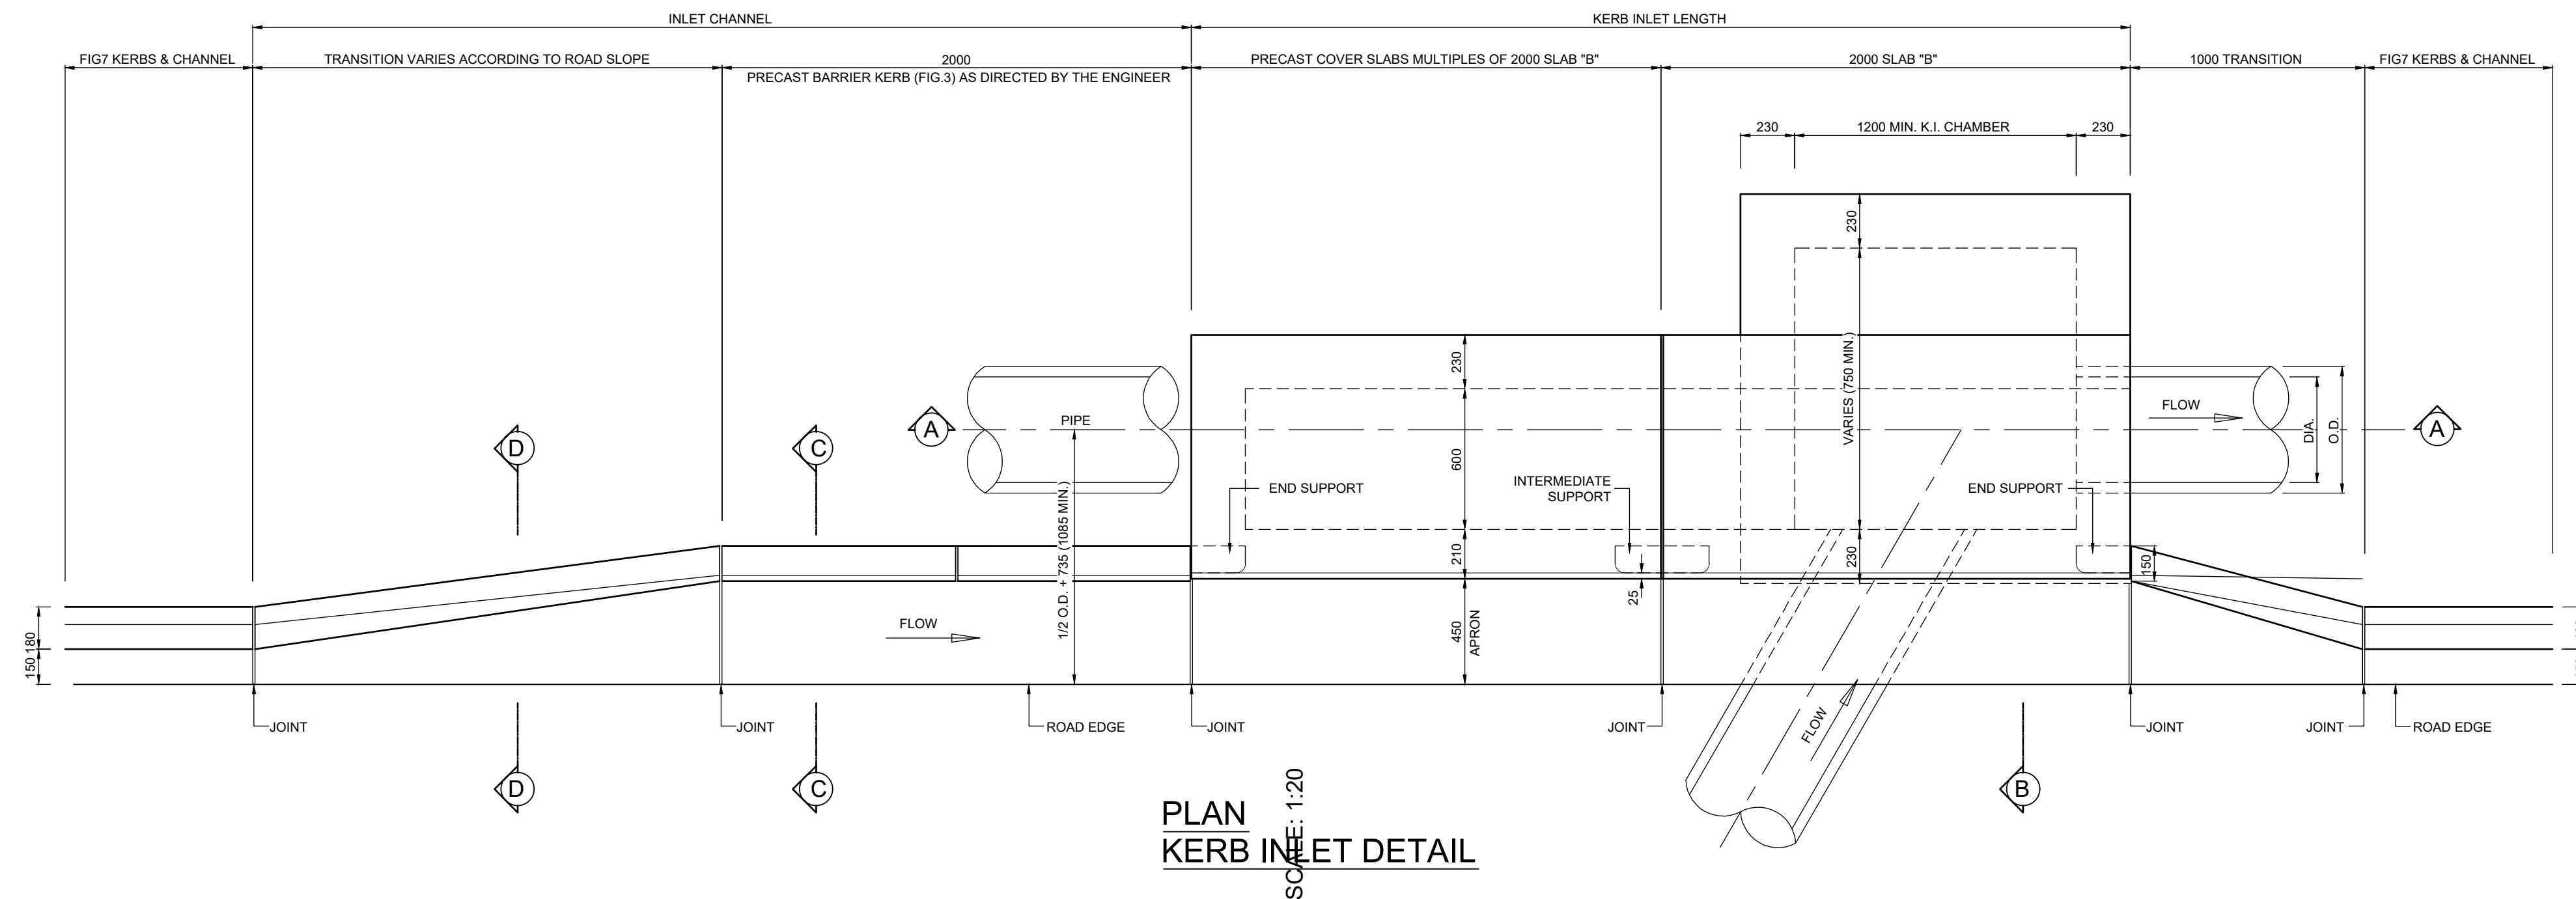 INLET CHANNEL
KERB INLET LENGTH
FIG7 KERBS & CHANNEL
TRANSITION VARIES ACCORDING TO ROAD SLOPE
2000
PRECAST BARRIER KERB (FIG.3) AS DIRECTED BY THE ENGINEER
PRECAST COVER SLABS MULTIPLES OF 2000 SLAB "B"
2000 SLAB "B"
1000 TRANSITION
FIG7 KERBS & CHANNEL
230
1200 MIN. K.I. CHAMBER
230
230
VARIES (750 MIN.)
230
230
600
210
450
APRON
25
PIPE
1/2 O.D. + 735 (1085 MIN.)
A
A
D
C
END SUPPORT
INTERMEDIATE
SUPPORT
END SUPPORT
FLOW
DIA.
O.D.
150
180
150
FLOW
FLOW
JOINT
JOINT
ROAD EDGE
JOINT
JOINT
JOINT
JOINT
ROAD EDGE
D
C
B
PLAN
KERB INLET DETAIL
SCALE: 1:20